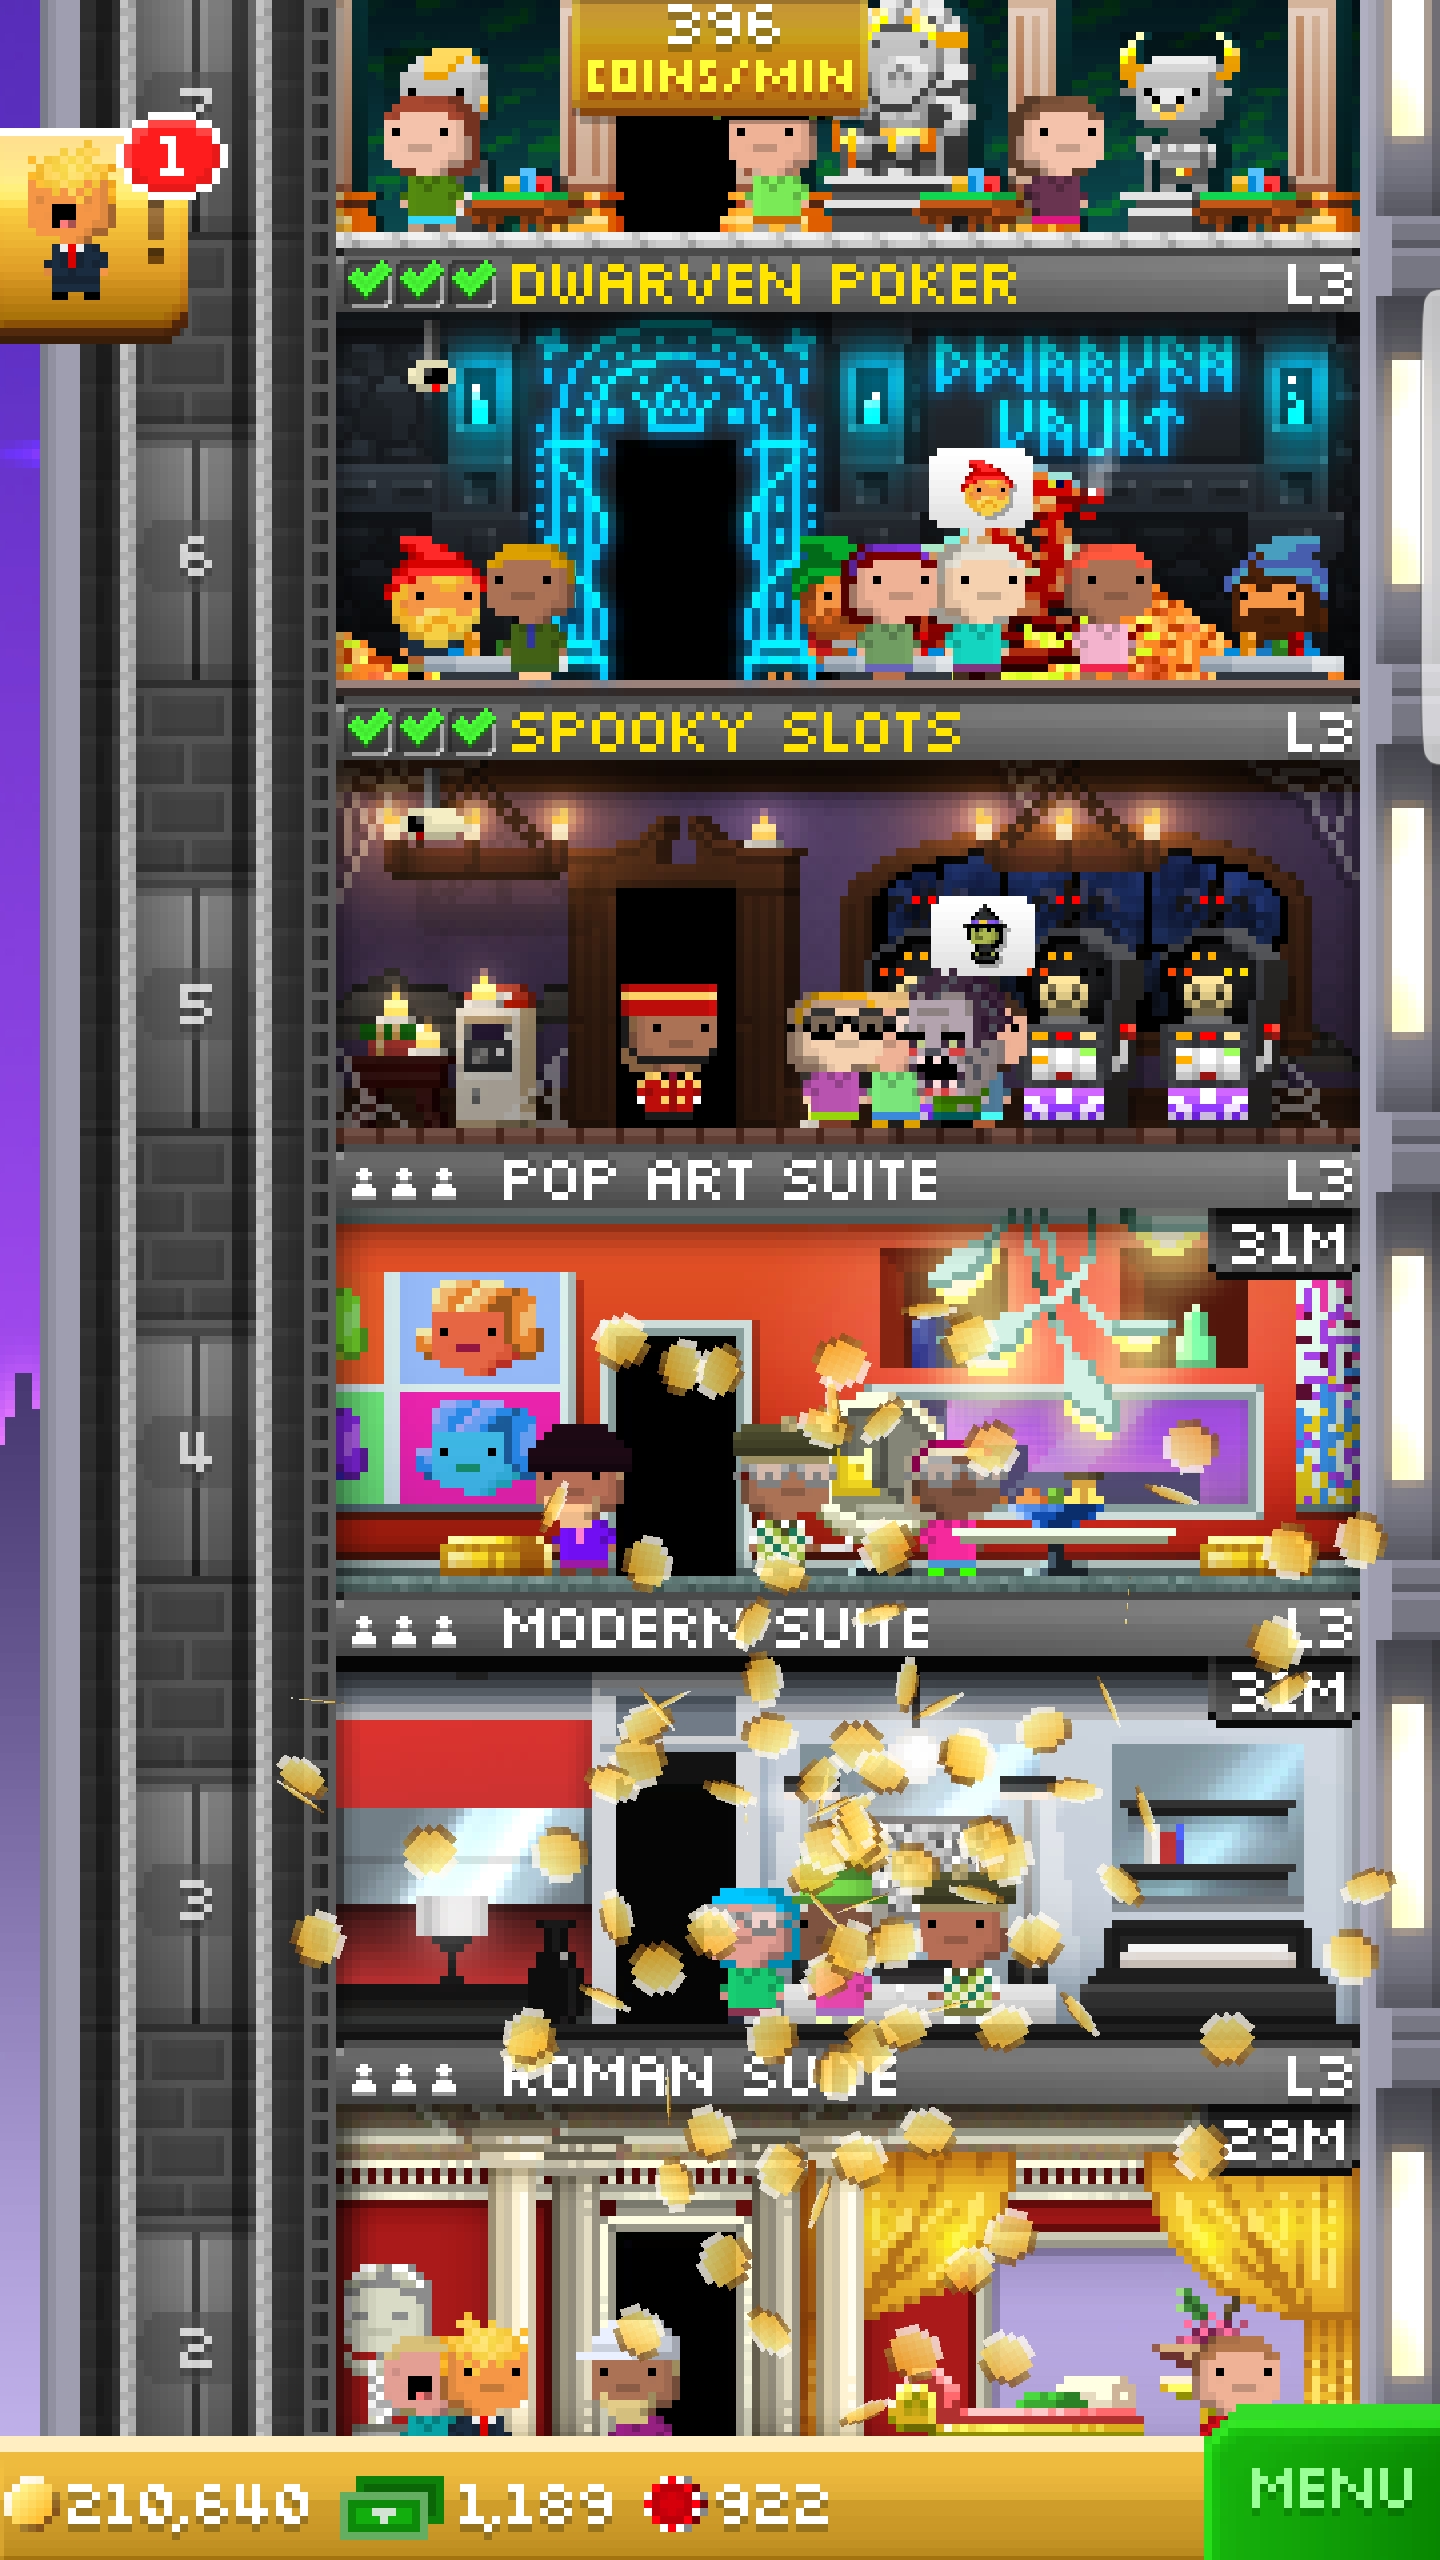 396
COINS/MIN
7
1
DWARVEN POKER L3
DWARVEN
VAULT
6
SPOOKY SLOTS L3
5
POP ART SUITE L3
31M
4
MODERN SUITE L3
3
ROMAN SUITE L3
29M
2
210,640 1,189 922
MENU